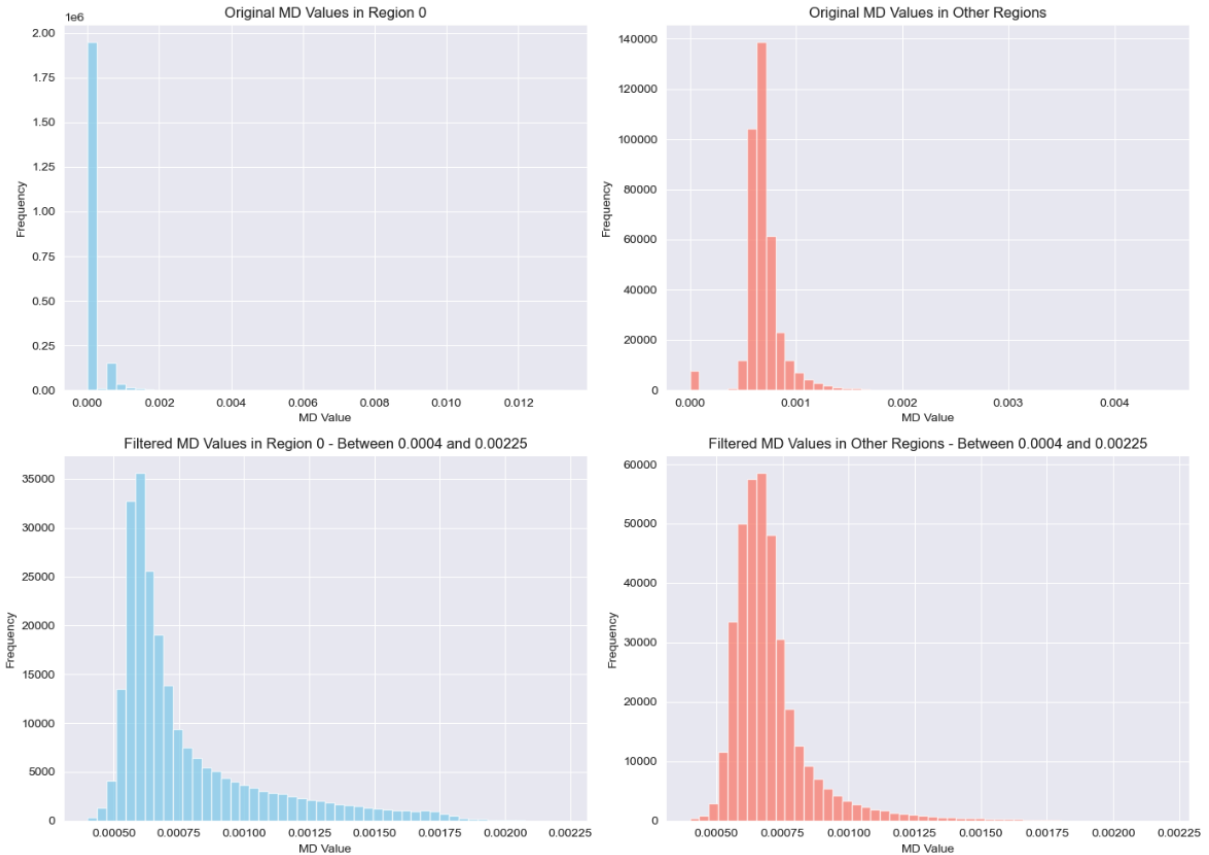 Original MD Values in Region 0
1e6
2.00
1.75
1.50
1.25
1.00
0.75
0.50
0.25
0.00
Frequency
0.000 0.002 0.004 0.006 0.008 0.010 0.012
MD Value
Original MD Values in Other Regions
140000
120000
100000
80000
60000
40000
20000
0
Frequency
0.000 0.001 0.002 0.003 0.004
MD Value
Filtered MD Values in Region 0 - Between 0.0004 and 0.00225
35000
30000
25000
20000
15000
10000
5000
0
Frequency
0.00050 0.00075 0.00100 0.00125 0.00150 0.00175 0.00200 0.00225
MD Value
Filtered MD Values in Other Regions - Between 0.0004 and 0.00225
60000
50000
40000
30000
20000
10000
0
Frequency
0.00050 0.00075 0.00100 0.00125 0.00150 0.00175 0.00200 0.00225
MD Value